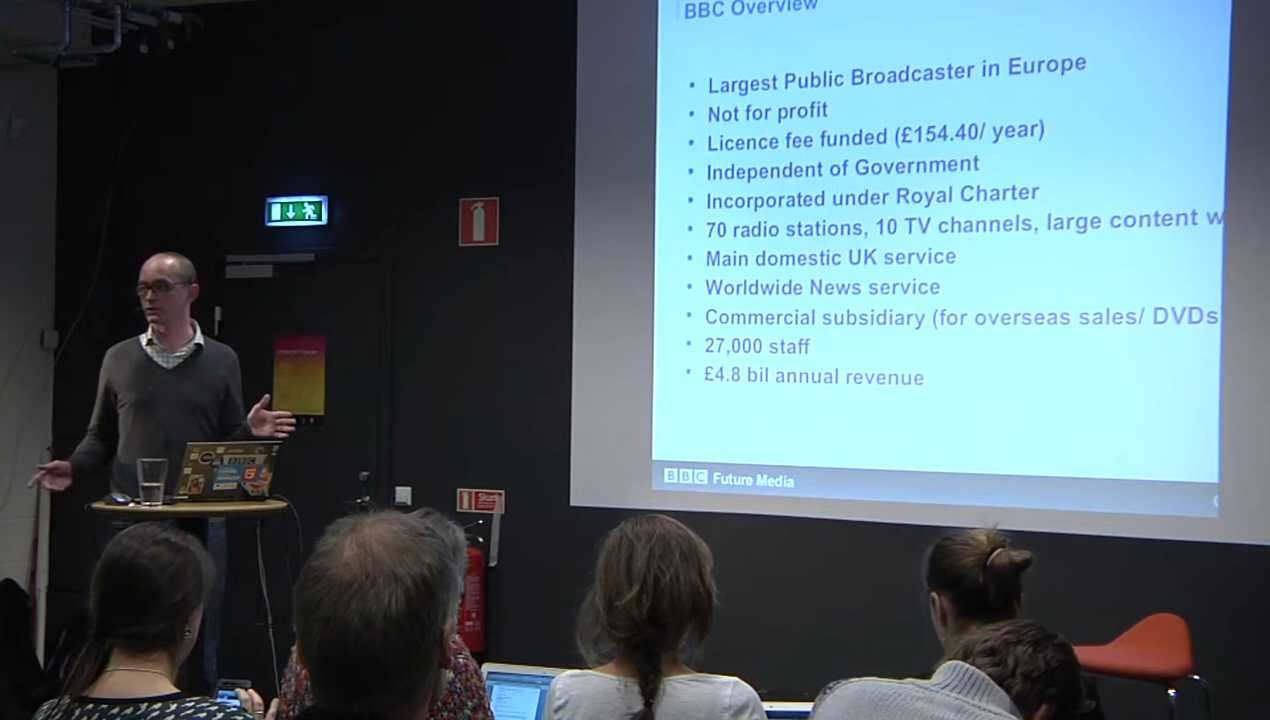 BBC Overview
• Largest Public Broadcaster in Europe
• Not for profit
• Licence fee funded (£154.40/ year)
• Independent of Government
• Incorporated under Royal Charter
• 70 radio stations, 10 TV channels, large content w
• Main domestic UK service
• Worldwide News service
• Commercial subsidiary (for overseas sales/ DVDs
• 27,000 staff
• £4.8 bil annual revenue
BBC Future Media
BBC
5